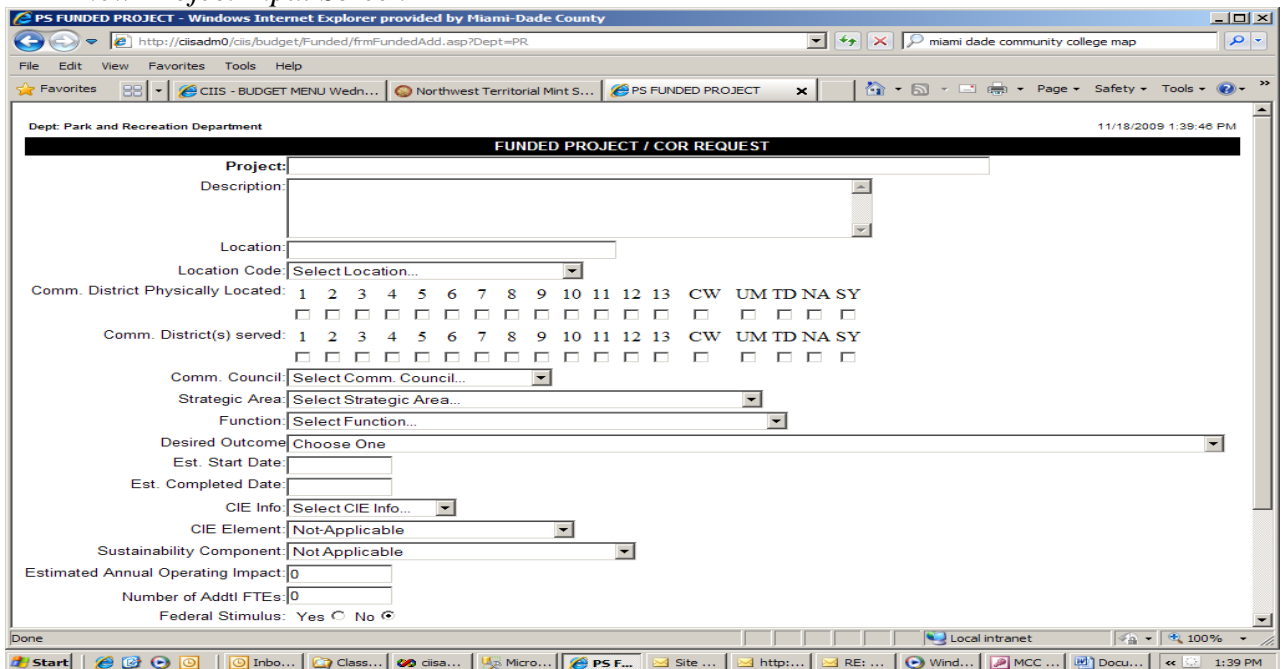 PS FUNDED PROJECT - Windows Internet Explorer provided by Miami-Dade County
http://ciisadm0/ciis/budget/Funded/frmFundedAdd.asp?Dept=PR miami dade community college map
File Edit View Favorites Tools Help
Favorites CIIS - BUDGET MENU Wedn... Northwest Territorial Mint S... PS FUNDED PROJECT Page Safety Tools
Dept: Park and Recreation Department 11/18/2009 1:39:46 PM
FUNDED PROJECT / COR REQUEST
Project:
Description:
Location:
Location Code: Select Location...
Comm. District Physically Located: 1 2 3 4 5 6 7 8 9 10 11 12 13 CW UM TD NA SY
Comm. District(s) served: 1 2 3 4 5 6 7 8 9 10 11 12 13 CW UM TD NA SY
Comm. Council: Select Comm. Council...
Strategic Area: Select Strategic Area...
Function: Select Function...
Desired Outcome Choose One
Est. Start Date:
Est. Completed Date:
CIE Info: Select CIE Info...
CIE Element: Not-Applicable
Sustainability Component: Not Applicable
Estimated Annual Operating Impact: 0
Number of Addtl FTEs: 0
Federal Stimulus: Yes No
Done Local intranet 100%
Start Inbo... Class... ciisa... Micro... PS F... Site ... http:... RE: ... Wind... MCC ... Docu... 1:39 PM